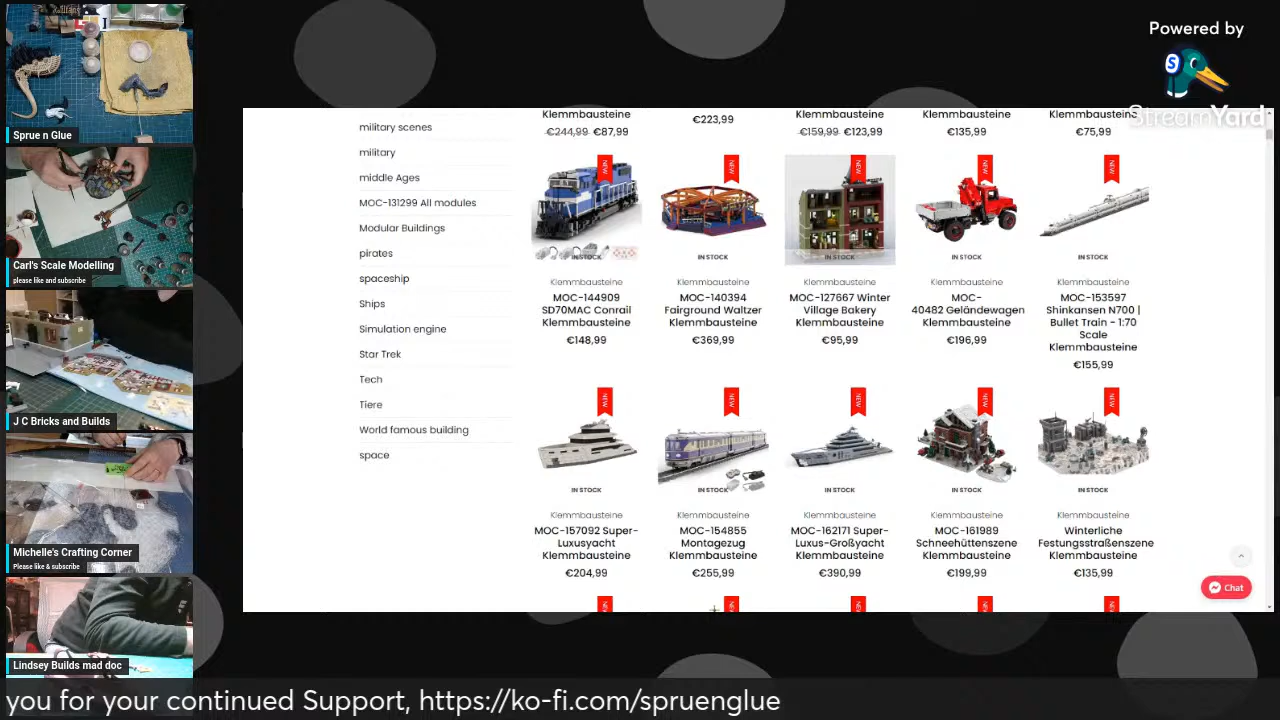 Powered by
StreamYard
Sprue n Glue
Carl's Scale Modelling
please like and subscribe
J C Bricks and Builds
Michelle's Crafting Corner
Please like & subscribe
Lindsey Builds mad doc
military scenes
military
middle Ages
MOC-131299 All modules
Modular Buildings
pirates
spaceship
Ships
Simulation engine
Star Trek
Tech
Tiere
World famous building
space
Klemmbausteine
€244,99 €87,99
€223,99
Klemmbausteine
€159,99 €123,99
Klemmbausteine
€135,99
Klemmbausteine
€75,99
NEW
NEW
NEW
NEW
NEW
IN STOCK
IN STOCK
IN STOCK
IN STOCK
IN STOCK
Klemmbausteine
MOC-144909
SD70MAC Conrail
Klemmbausteine
€148,99
Klemmbausteine
MOC-140394
Fairground Waltzer
Klemmbausteine
€369,99
Klemmbausteine
MOC-127667 Winter
Village Bakery
Klemmbausteine
€95,99
Klemmbausteine
MOC-
40482 Geländewagen
Klemmbausteine
€196,99
Klemmbausteine
MOC-153597
Shinkansen N700 |
Bullet Train - 1:70
Scale
Klemmbausteine
€155,99
NEW
NEW
NEW
NEW
NEW
IN STOCK
IN STOCK
IN STOCK
IN STOCK
IN STOCK
Klemmbausteine
MOC-157092 Super-
Luxusyacht
Klemmbausteine
€204,99
Klemmbausteine
MOC-154855
Montagezug
Klemmbausteine
€255,99
Klemmbausteine
MOC-162171 Super-
Luxus-Großyacht
Klemmbausteine
€390,99
Klemmbausteine
MOC-161989
Schneehüttenszene
Klemmbausteine
€199,99
Klemmbausteine
Winterliche
Festungsstraßenszene
Klemmbausteine
€135,99
Chat
you for your continued Support, https://ko-fi.com/spruenglue